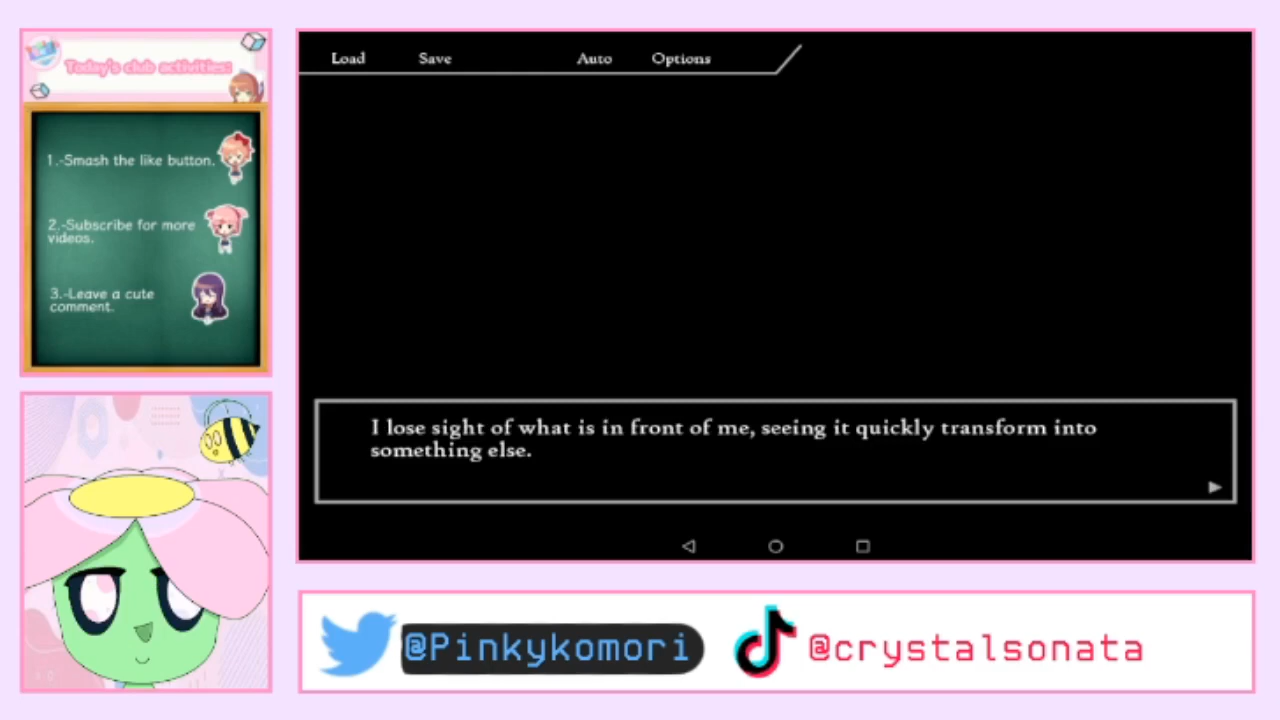 Today's club activities:
1.-Smash the like button.
2.-Subscribe for more
videos.
3.-Leave a cute
comment.
Load Save Auto Options
I lose sight of what is in front of me, seeing it quickly transform into
something else.
@Pinkykomori @crystalsonata